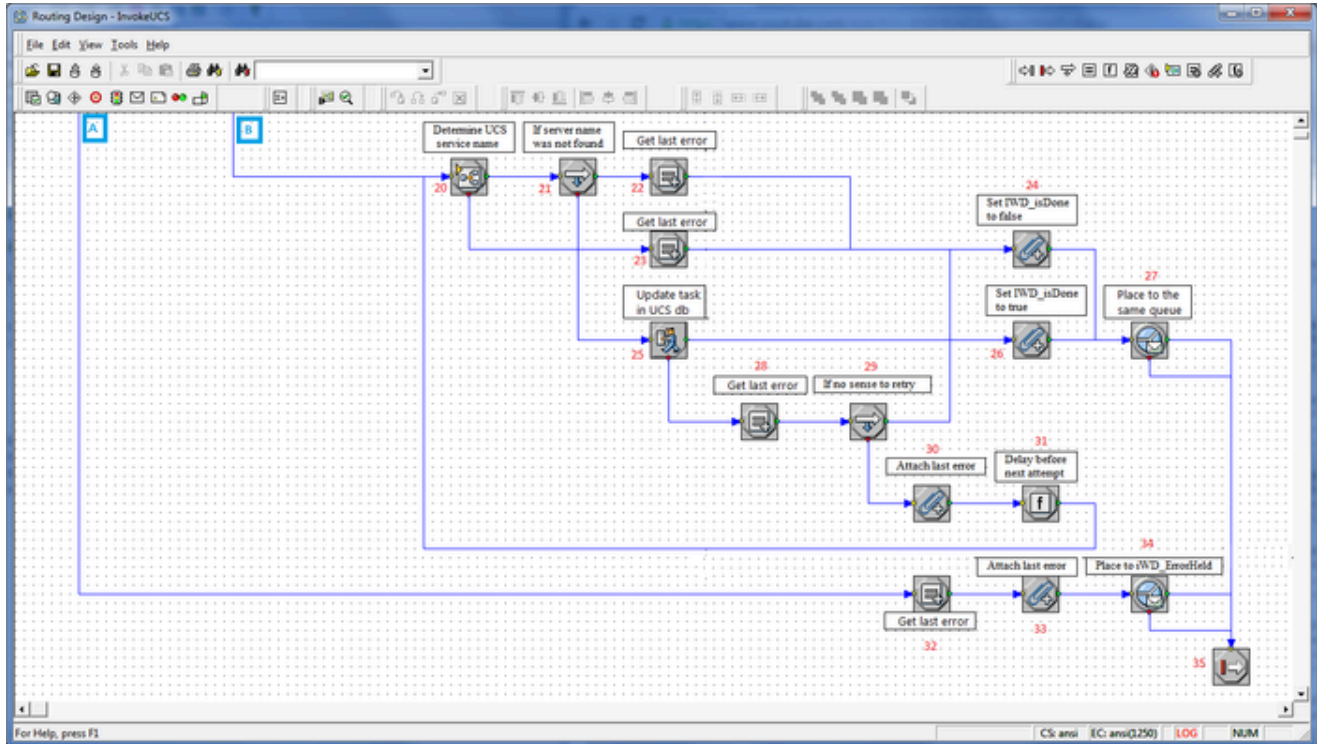 Routing Design - InvokeUCS
File Edit View Tools Help
A
B
Determine UCS
service name
If server name
was not found
Get last error
20
21
22
24
Set IWD_isDone
to false
Get last error
23
27
Update task
in UCS db
Set IWD_isDone
to true
Place to the
same queue
25
26
28
29
Get last error
If no sense to retry
30
31
Attach last error
Delay before
next attempt
f
34
Attach last error
Place to iWD_ErrorHeld
Get last error
33
32
35
For Help, press F1
CS: ansi
EC: ansi(1250)
LOG
NUM